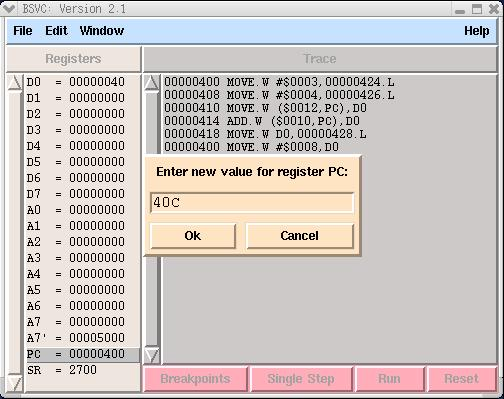 BSVC: Version 2.1
File Edit Window Help
Registers
D0 = 00000040
D1 = 00000000
D2 = 00000000
D3 = 00000000
D4 = 00000000
D5 = 00000000
D6 = 00000000
D7 = 00000000
A0 = 00000000
A1 = 00000000
A2 = 00000000
A3 = 00000000
A4 = 00000000
A5 = 00000000
A6 = 00000000
A7 = 00000000
A7' = 00005000
PC = 00000400
SR = 2700
Trace
00000400 MOVE.W #$0003,00000424.L
00000408 MOVE.W #$0004,00000426.L
00000410 MOVE.W ($0012,PC),D0
00000414 ADD.W ($0010,PC),D0
00000418 MOVE.W D0,00000428.L
00000400 MOVE.W #$0008,D0
Enter new value for register PC:
40C
Ok Cancel
Breakpoints Single Step Run Reset